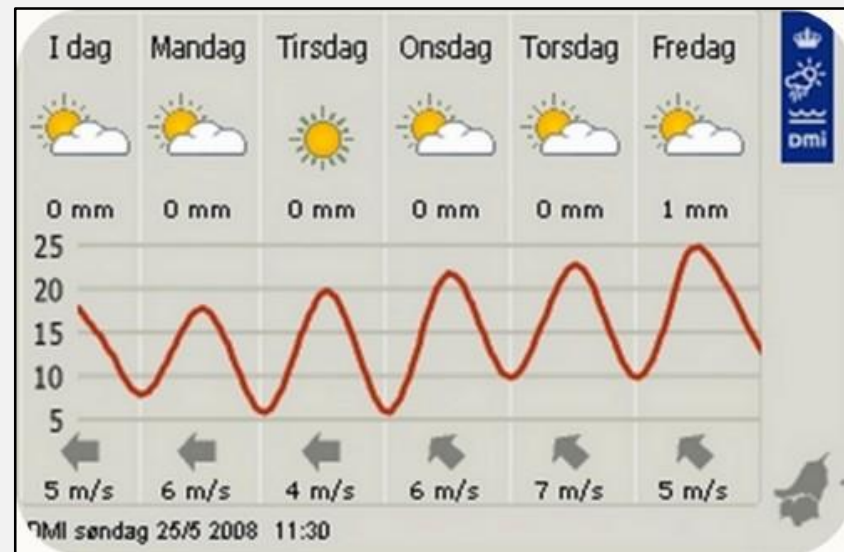 I dag Mandag Tirsdag Onsdag Torsdag Fredag
DMI
0 mm 0 mm 0 mm 0 mm 0 mm 1 mm
25
20
15
10
5
5 m/s 6 m/s 4 m/s 6 m/s 7 m/s 5 m/s
DMI søndag 25/5 2008 11:30